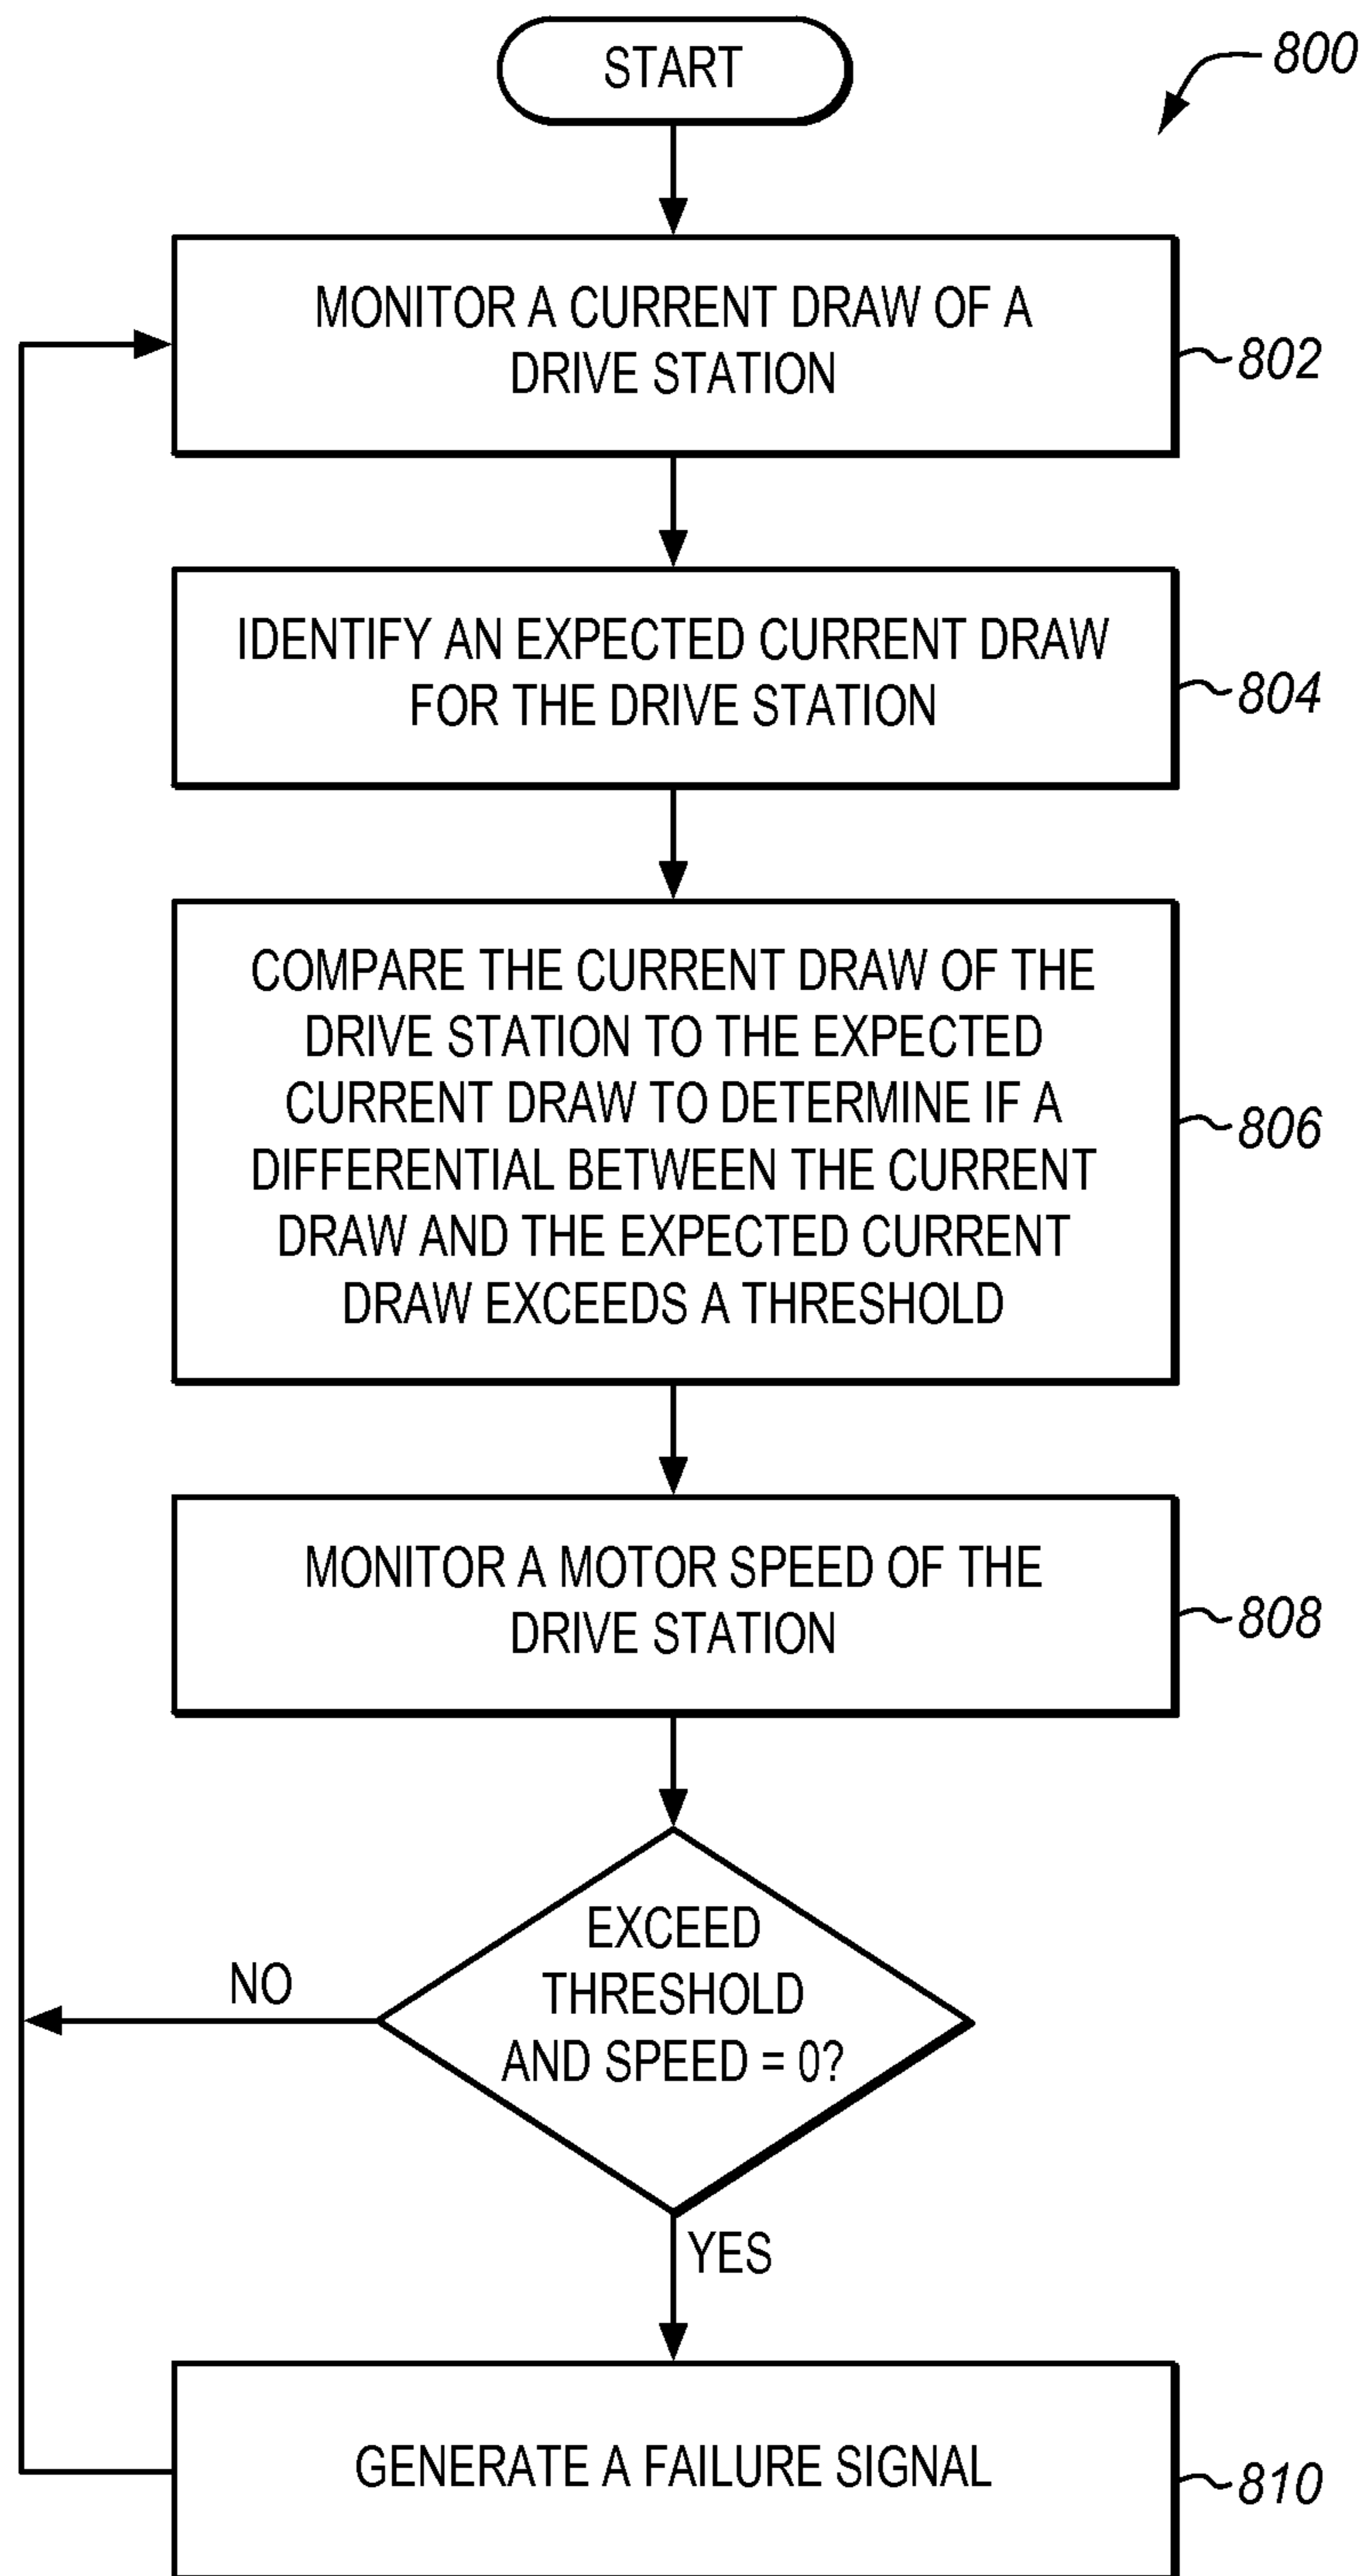 START
800
MONITOR A CURRENT DRAW OF A
DRIVE STATION
802
IDENTIFY AN EXPECTED CURRENT DRAW
FOR THE DRIVE STATION
804
COMPARE THE CURRENT DRAW OF THE
DRIVE STATION TO THE EXPECTED
CURRENT DRAW TO DETERMINE IF A
DIFFERENTIAL BETWEEN THE CURRENT
DRAW AND THE EXPECTED CURRENT
DRAW EXCEEDS A THRESHOLD
806
MONITOR A MOTOR SPEED OF THE
DRIVE STATION
808
EXCEED
THRESHOLD
AND SPEED = 0?
NO
YES
GENERATE A FAILURE SIGNAL
810